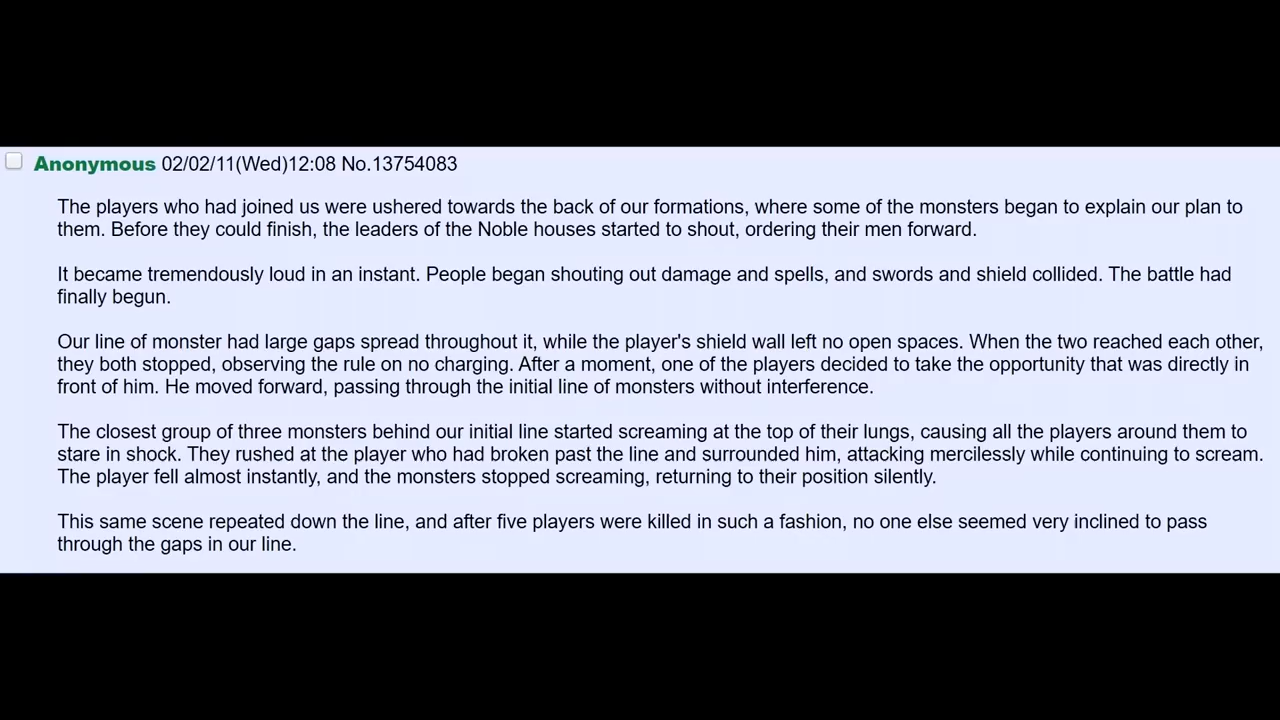 Anonymous 02/02/11(Wed)12:08 No.13754083
The players who had joined us were ushered towards the back of our formations, where some of the monsters began to explain our plan to
them. Before they could finish, the leaders of the Noble houses started to shout, ordering their men forward.
It became tremendously loud in an instant. People began shouting out damage and spells, and swords and shield collided. The battle had
finally begun.
Our line of monster had large gaps spread throughout it, while the player's shield wall left no open spaces. When the two reached each other,
they both stopped, observing the rule on no charging. After a moment, one of the players decided to take the opportunity that was directly in
front of him. He moved forward, passing through the initial line of monsters without interference.
The closest group of three monsters behind our initial line started screaming at the top of their lungs, causing all the players around them to
stare in shock. They rushed at the player who had broken past the line and surrounded him, attacking mercilessly while continuing to scream.
The player fell almost instantly, and the monsters stopped screaming, returning to their position silently.
This same scene repeated down the line, and after five players were killed in such a fashion, no one else seemed very inclined to pass
through the gaps in our line.